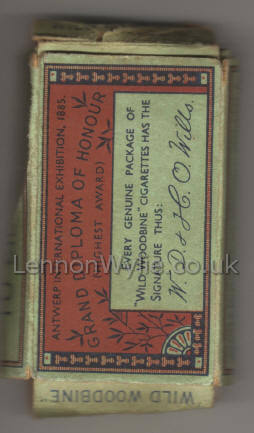 ANTWERP INTERNATIONAL EXHIBITION, 1885.
GRAND DIPLOMA OF HONOUR
(HIGHEST AWARD)
EVERY GENUINE PACKAGE OF
"WILD WOODBINE" CIGARETTES HAS THE
SIGNATURE THUS:
W. D. & H. O. Wills.
WILD WOODBINE"
LennonWylie.co.uk